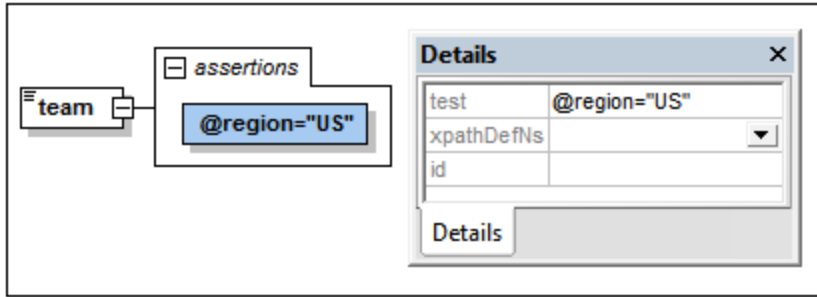 team
assertions
@region="US"
Details
test @region="US"
xpathDefNs
id
Details